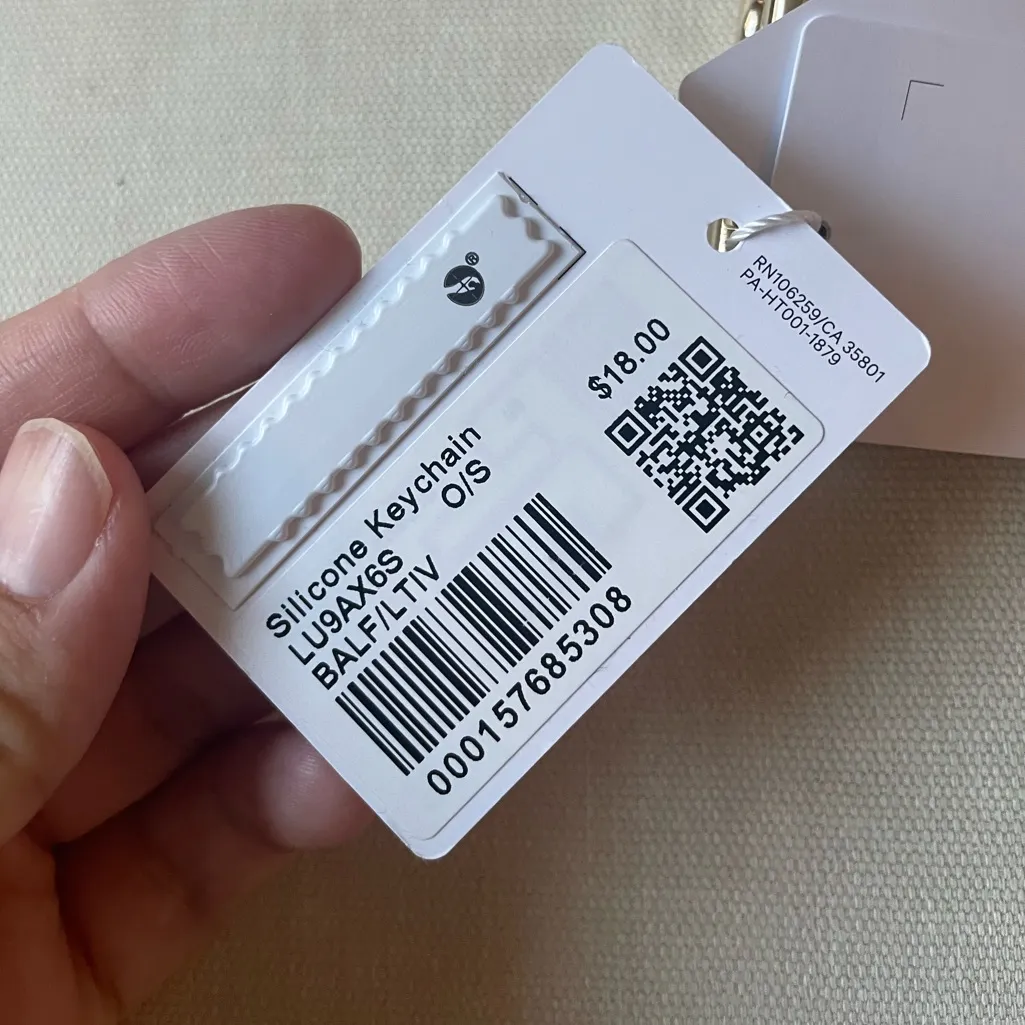 RN106259/CA 35801
PA-HT001-1879
®
$18.00
Silicone Keychain
LU9AX6S O/S
BALF/LTIV
000157685308